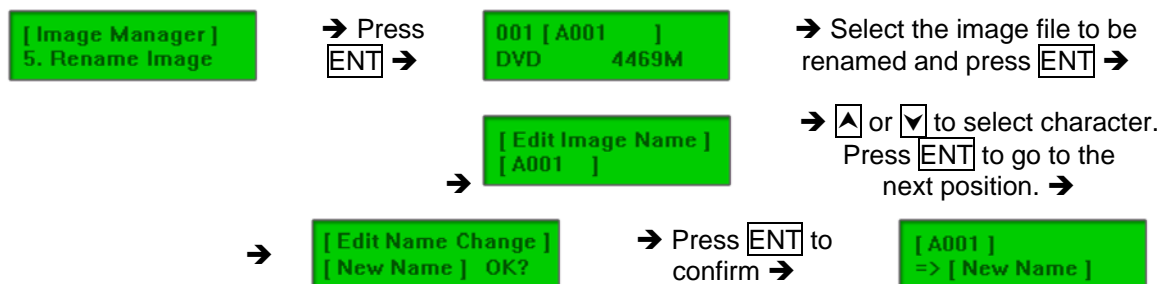 [ Image Manager ]
5. Rename Image
➔ Press
ENT ➔
001 [ A001 ]
DVD 4469M
➔ Select the image file to be
renamed and press ENT ➔
[ Edit Image Name ]
[ A001 ]
➔
➔ ⮝ or ⮟ to select character.
Press ENT to go to the
next position. ➔
➔
[ Edit Name Change ]
[ New Name ] OK?
➔ Press ENT to
confirm ➔
[ A001 ]
=> [ New Name ]